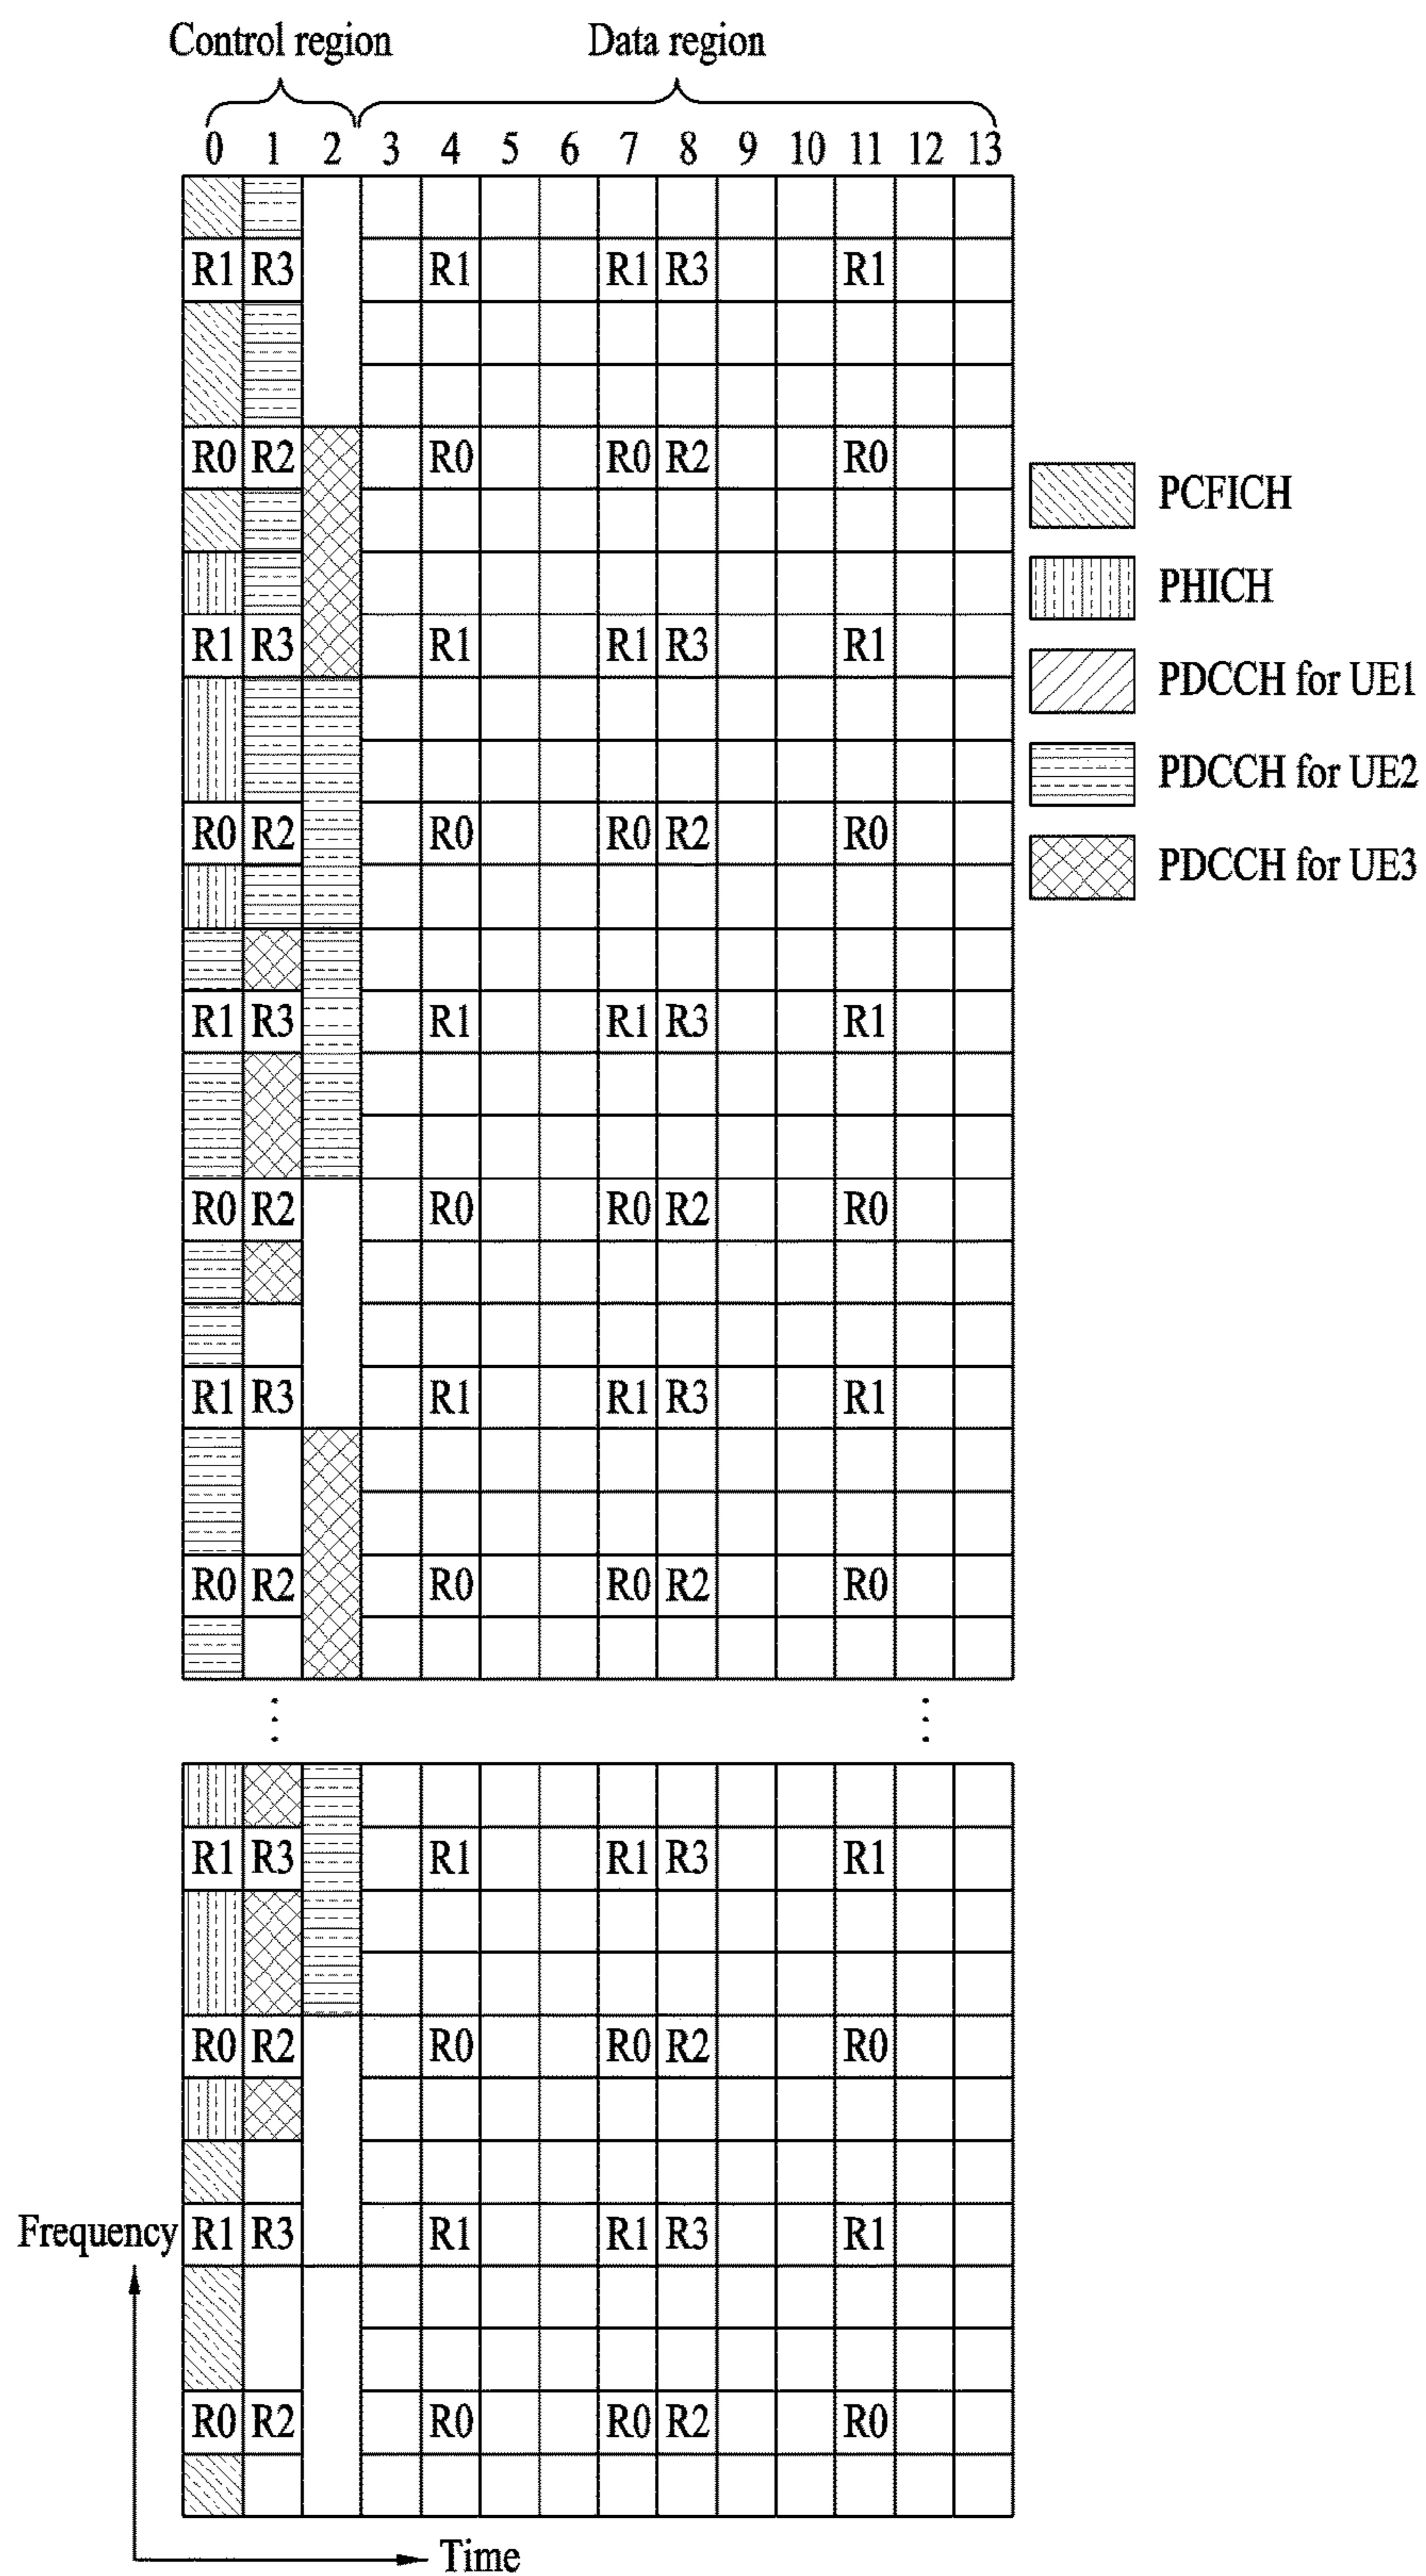 Control region Data region
0 1 2 3 4 5 6 7 8 9 10 11 12 13
R1 R3 R1 R1 R3 R1
R0 R2 R0 R0 R2 R0
PCFICH
PHICH
R1 R3 R1 R1 R3 R1
PDCCH for UE1
PDCCH for UE2
R0 R2 R0 R0 R2 R0
PDCCH for UE3
R1 R3 R1 R1 R3 R1
R0 R2 R0 R0 R2 R0
R1 R3 R1 R1 R3 R1
R0 R2 R0 R0 R2 R0
R1 R3 R1 R1 R3 R1
R0 R2 R0 R0 R2 R0
Frequency R1 R3 R1 R1 R3 R1
R0 R2 R0 R0 R2 R0
Time